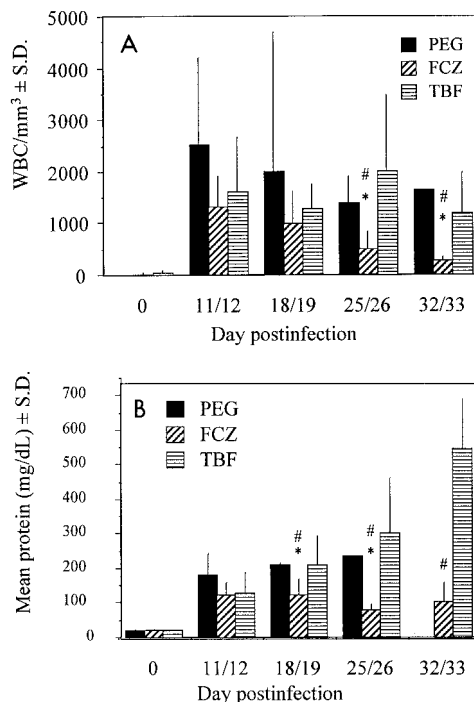 A
PEG
FCZ
TBF
WBC/mm³ ± S.D.
5000
4000
3000
2000
1000
0
#
*
#
*
0 11/12 18/19 25/26 32/33
Day postinfection
B
PEG
FCZ
TBF
Mean protein (mg/dL) ± S.D.
700
600
500
400
300
200
100
0
#
*
#
*
#
0 11/12 18/19 25/26 32/33
Day postinfection